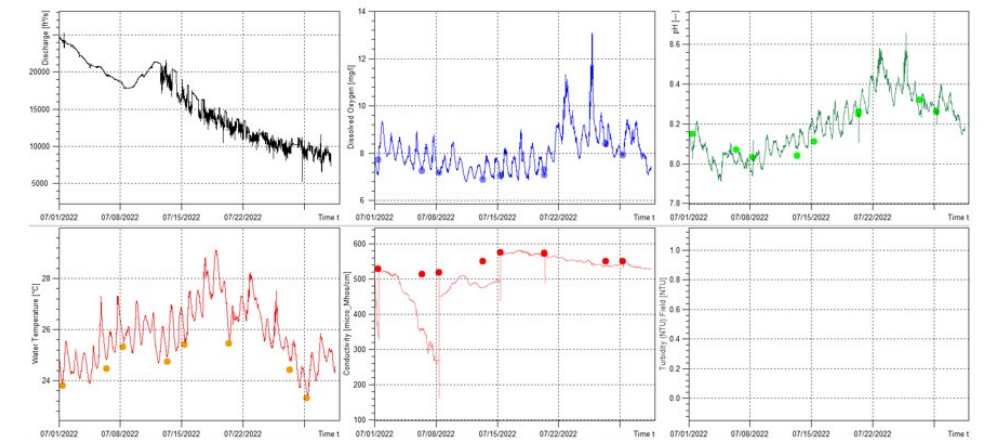 Discharge [ft³/s]
20000
15000
10000
5000
07/01/2022 07/08/2022 07/15/2022 07/22/2022 Time t
Dissolved Oxygen [mg/l]
14
12
10
8
6
07/01/2022 07/08/2022 07/15/2022 07/22/2022 Time t
pH [---]
8.6
8.4
8.2
8.0
7.8
07/01/2022 07/08/2022 07/15/2022 07/22/2022 Time t
Water Temperature [°C]
28
26
24
07/01/2022 07/08/2022 07/15/2022 07/22/2022 Time t
Conductivity [micro_Mhos/cm]
600
500
400
300
200
100
07/01/2022 07/08/2022 07/15/2022 07/22/2022 Time t
Turbidity (NTU) Field [NTU]
1.0
0.8
0.6
0.4
0.2
0.0
07/01/2022 07/08/2022 07/15/2022 07/22/2022 Time t